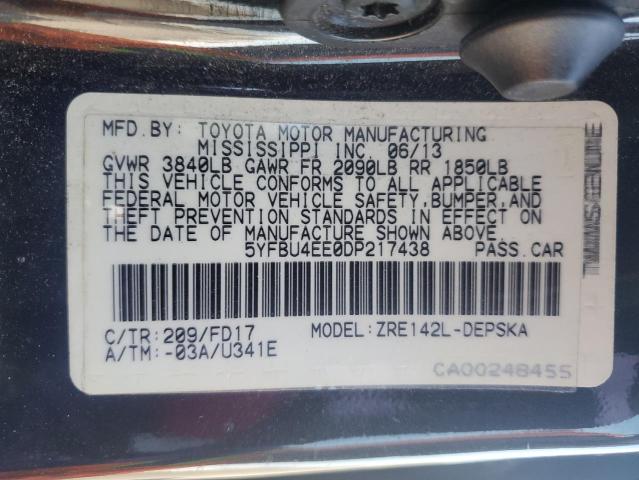 MFD.BY: TOYOTA MOTOR MANUFACTURING
MISSISSIPPI INC. 06/13
GVWR 3840LB GAWR FR 2090LB RR 1850LB
THIS VEHICLE CONFORMS TO ALL APPLICABLE
FEDERAL MOTOR VEHICLE SAFETY,BUMPER,AND
THEFT PREVENTION STANDARDS IN EFFECT ON
THE DATE OF MANUFACTURE SHOWN ABOVE.
5YFBU4EE0DP217438 PASS.CAR
C/TR:209/FD17 MODEL:ZRE142L-DEPSKA
A/TM:-03A/U341E
CA00248455